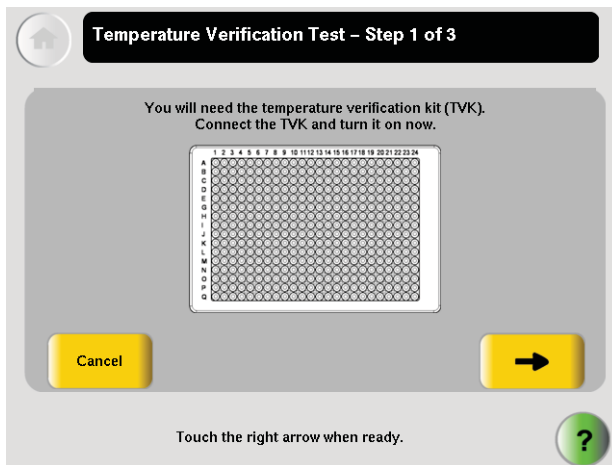 Temperature Verification Test – Step 1 of 3
You will need the temperature verification kit (TVK).
Connect the TVK and turn it on now.
1 2 3 4 5 6 7 8 9 10 11 12 13 14 15 16 17 18 19 20 21 22 23 24
A
B
C
D
E
G
H
I
J
K
L
M
N
O
P
Q
Cancel
Touch the right arrow when ready.
?